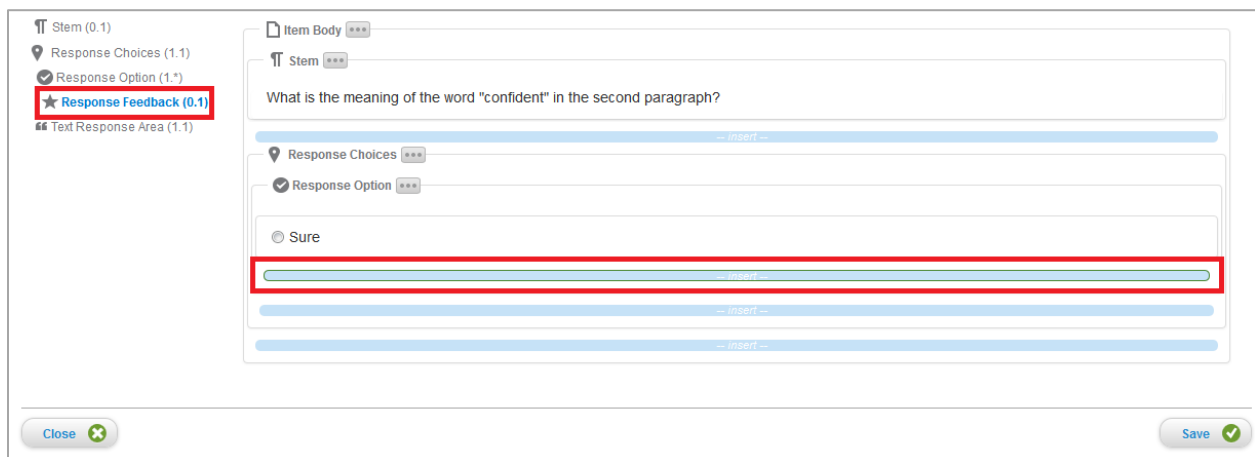 Stem (0.1)
Response Choices (1.1)
Response Option (1.*)
Response Feedback (0.1)
Text Response Area (1.1)
Item Body
Stem
What is the meaning of the word "confident" in the second paragraph?
-- insert --
Response Choices
Response Option
Sure
-- insert --
-- insert --
-- insert --
Close
Save